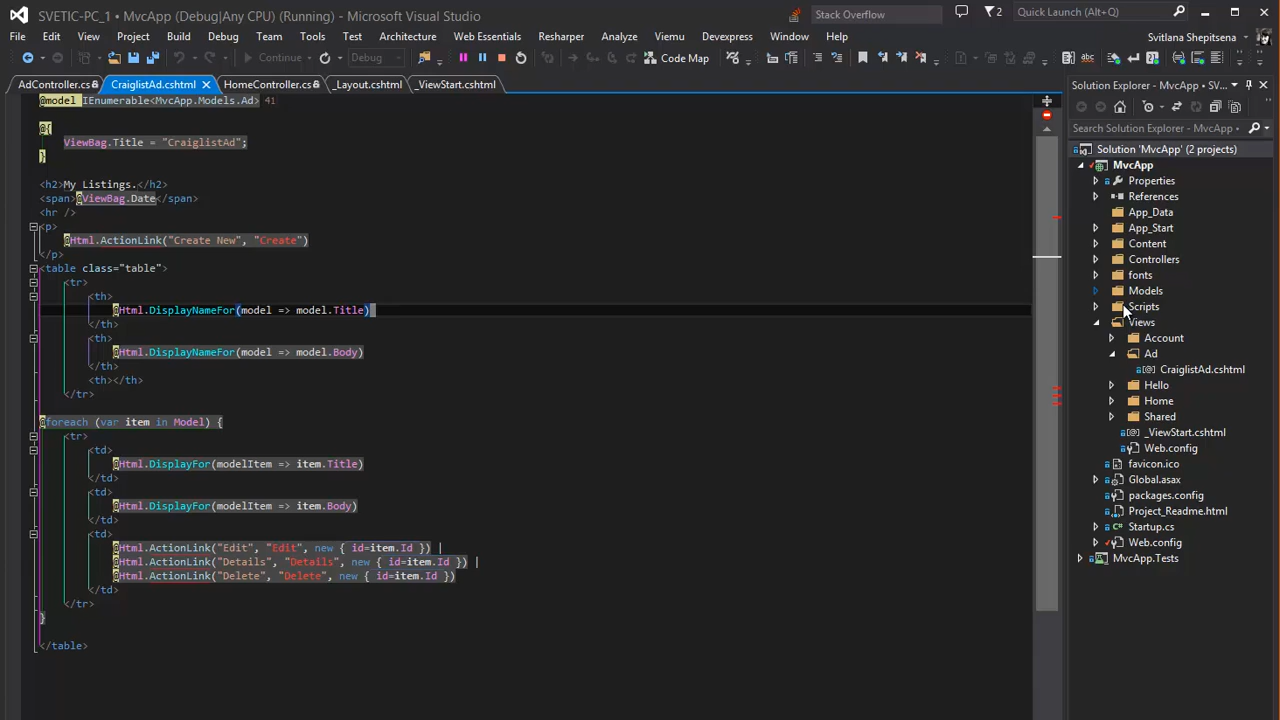 SVETIC-PC_1 ▸ MvcApp (Debug|Any CPU) (Running) - Microsoft Visual Studio
Stack Overflow
2
Quick Launch (Alt+Q)
File Edit View Project Build Debug Team Tools Test Architecture Web Essentials Resharper Analyze Viemu Devexpress Window Help
Svitlana Shepitsena
Continue
Debug
Code Map
AdController.cs
CraiglistAd.cshtml
HomeController.cs
_Layout.cshtml
_ViewStart.cshtml
@model IEnumerable<MvcApp.Models.Ad> 41
@{
ViewBag.Title = "CraiglistAd";
}
<h2>My Listings.</h2>
<span>@ViewBag.Date</span>
<hr />
<p>
@Html.ActionLink("Create New", "Create")
</p>
<table class="table">
<tr>
<th>
@Html.DisplayNameFor(model => model.Title)
</th>
<th>
@Html.DisplayNameFor(model => model.Body)
</th>
<th></th>
</tr>
@foreach (var item in Model) {
<tr>
<td>
@Html.DisplayFor(modelItem => item.Title)
</td>
<td>
@Html.DisplayFor(modelItem => item.Body)
</td>
<td>
@Html.ActionLink("Edit", "Edit", new { id=item.Id }) |
@Html.ActionLink("Details", "Details", new { id=item.Id }) |
@Html.ActionLink("Delete", "Delete", new { id=item.Id })
</td>
</tr>
}
</table>
Solution Explorer - MvcApp - SV...
Search Solution Explorer - MvcApp
Solution 'MvcApp' (2 projects)
MvcApp
Properties
References
App_Data
App_Start
Content
Controllers
fonts
Models
Scripts
Views
Account
Ad
CraiglistAd.cshtml
Hello
Home
Shared
_ViewStart.cshtml
Web.config
favicon.ico
Global.asax
packages.config
Project_Readme.html
Startup.cs
Web.config
MvcApp.Tests